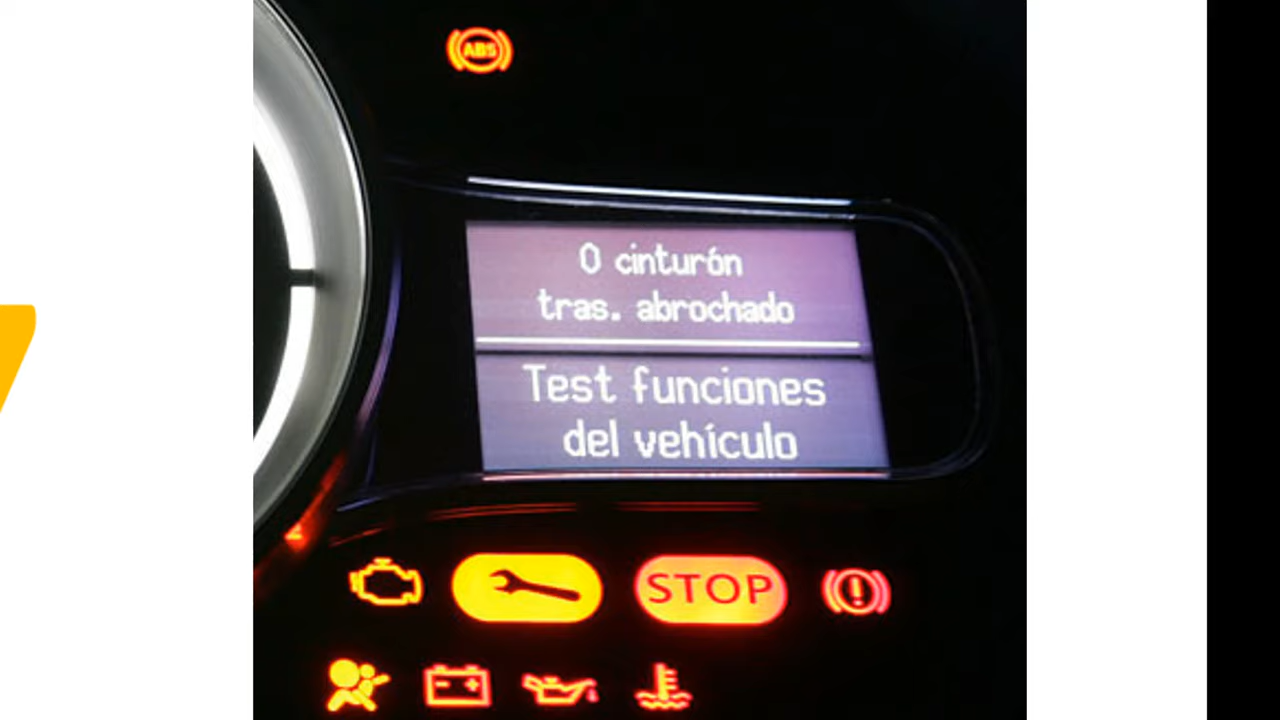 ABS
0 cinturón
tras. abrochado
Test funciones
del vehículo
STOP